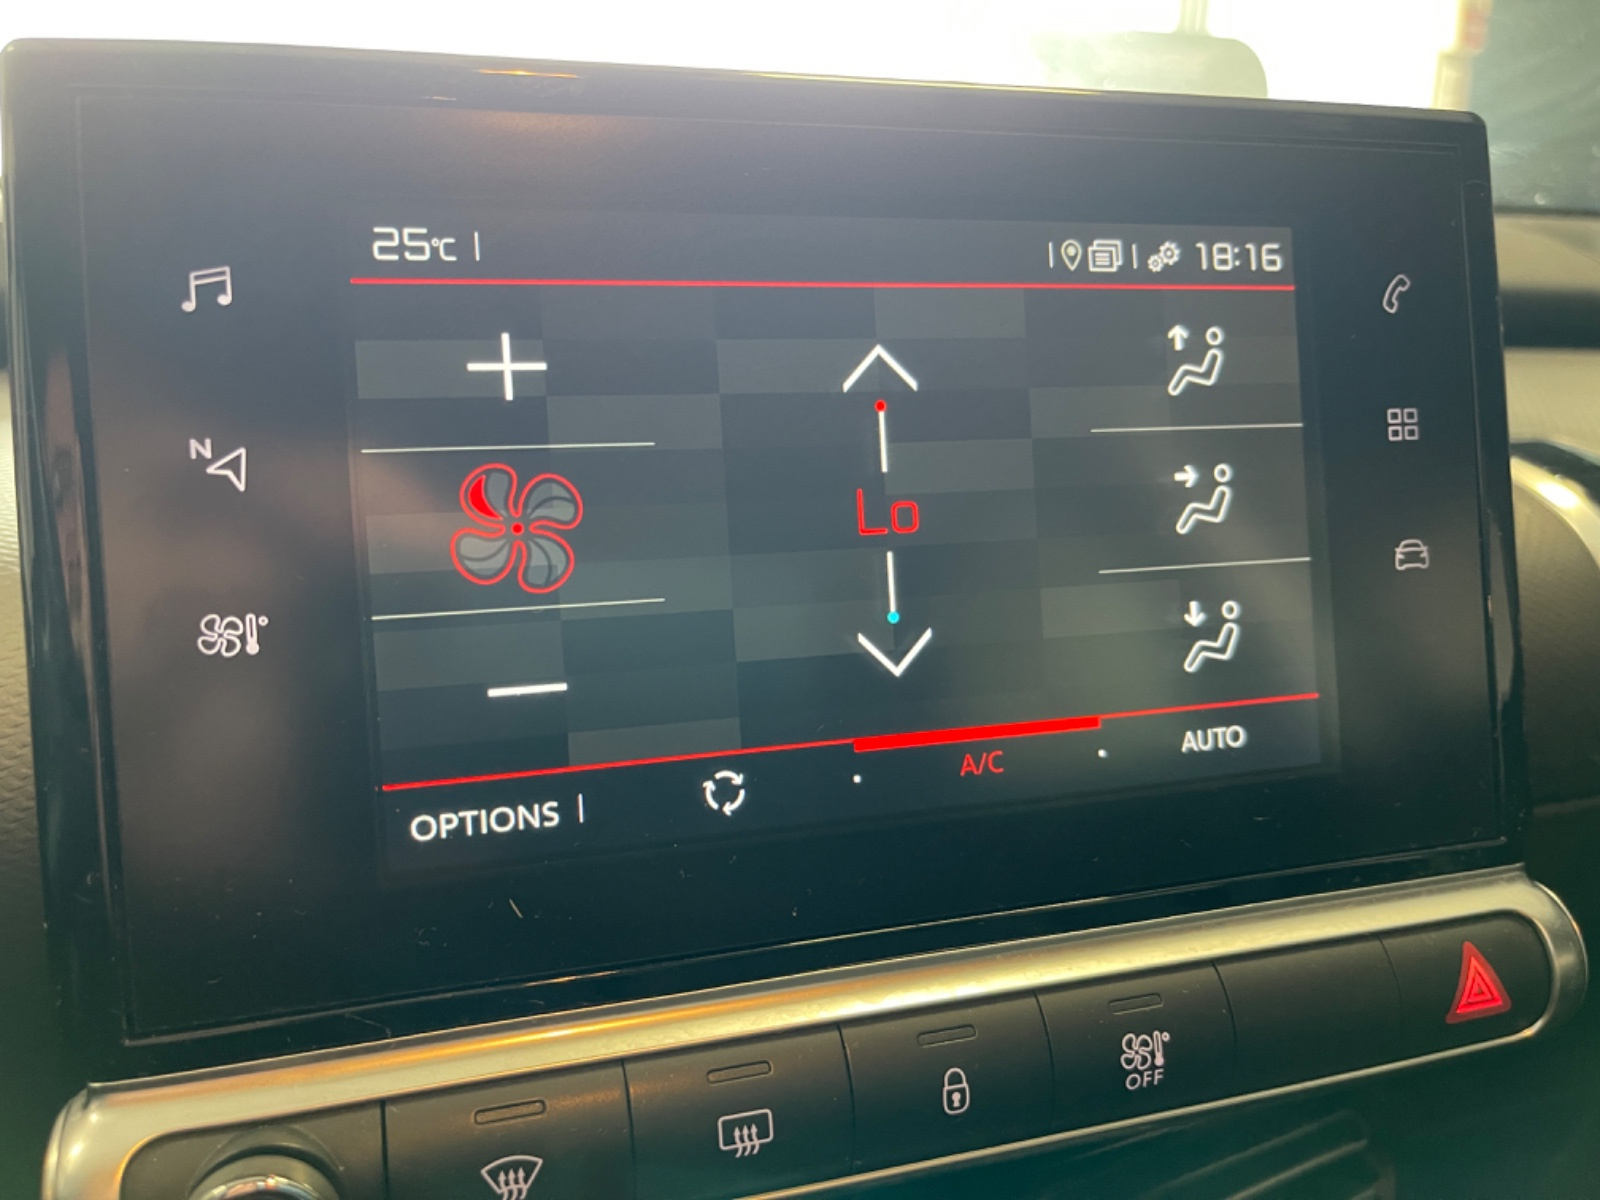 25°C
18:16
N
Lo
A/C
AUTO
OPTIONS
OFF